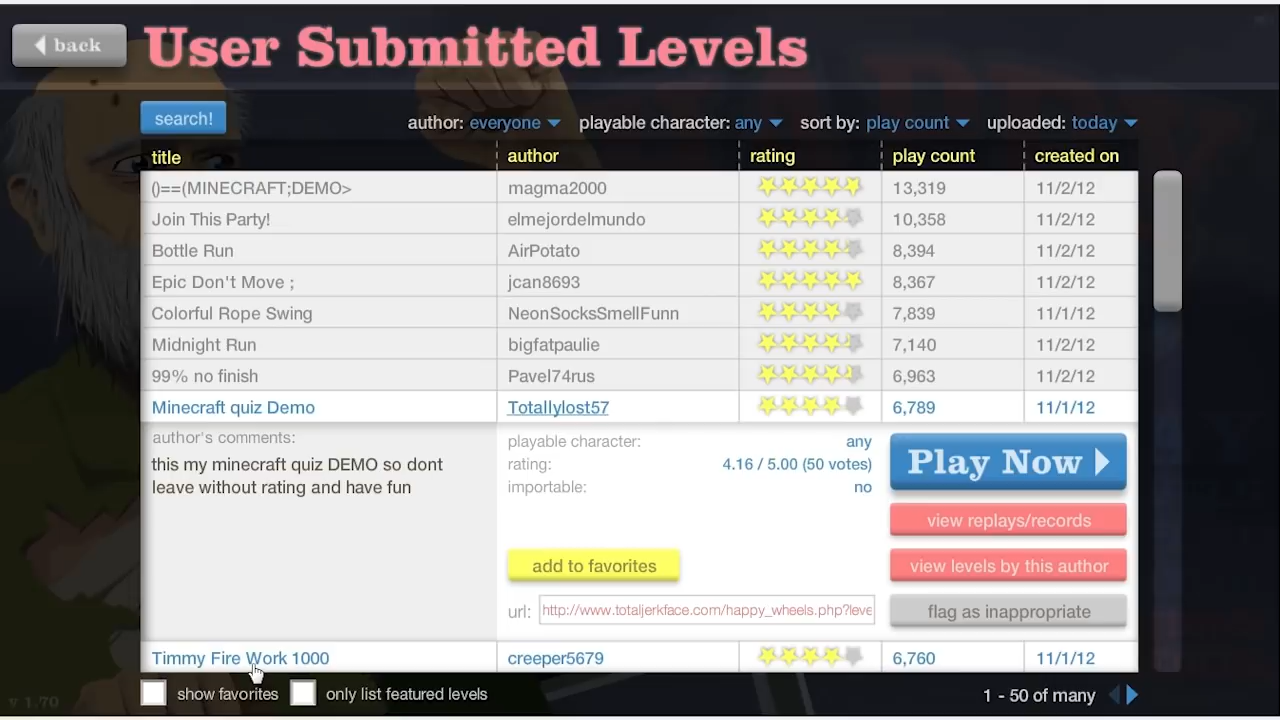 back
User Submitted Levels
search!
author: everyone playable character: any sort by: play count uploaded: today
title author rating play count created on
()==(MINECRAFT;DEMO> magma2000 13,319 11/2/12
Join This Party! elmejordelmundo 10,358 11/2/12
Bottle Run AirPotato 8,394 11/2/12
Epic Don't Move ; jcan8693 8,367 11/2/12
Colorful Rope Swing NeonSocksSmellFunn 7,839 11/1/12
Midnight Run bigfatpaulie 7,140 11/2/12
99% no finish Pavel74rus 6,963 11/2/12
Minecraft quiz Demo Totallylost57 6,789 11/1/12
author's comments:
this my minecraft quiz DEMO so dont
leave without rating and have fun
playable character: any
rating: 4.16 / 5.00 (50 votes)
importable: no
add to favorites
url: http://www.totaljerkface.com/happy_wheels.php?leve
Play Now
view replays/records
view levels by this author
flag as inappropriate
Timmy Fire Work 1000 creeper5679 6,760 11/1/12
show favorites only list featured levels 1 - 50 of many
v 1.70